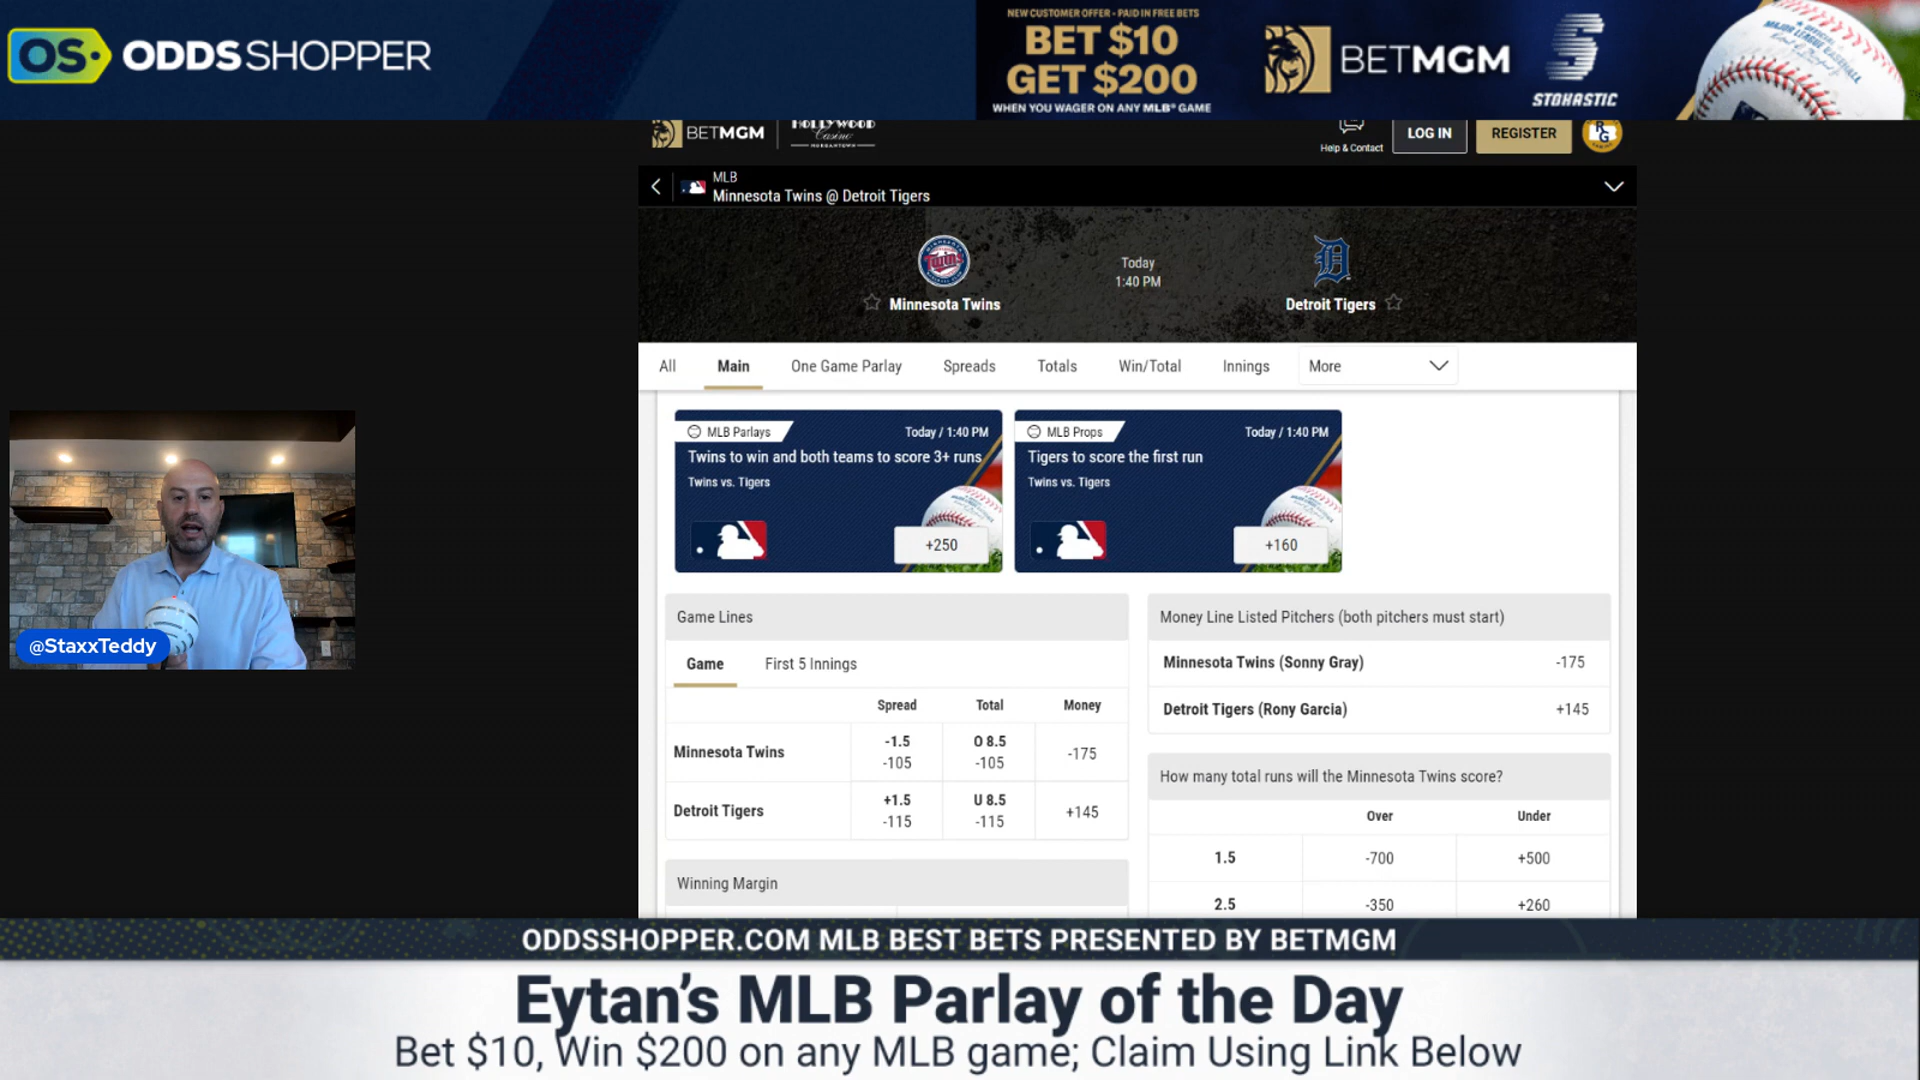 OS
ODDSSHOPPER
NEW CUSTOMER OFFER - PAID IN FREE BETS
BET $10
GET $200
WHEN YOU WAGER ON ANY MLB® GAME
BETMGM
STOHASTIC
BETMGM
HOLLYWOOD
Casino
MORGANTOWN
Help & Contact
LOG IN
REGISTER
RG
MLB
Minnesota Twins @ Detroit Tigers
Twins
Today
1:40 PM
Minnesota Twins
Detroit Tigers
All Main One Game Parlay Spreads Totals Win/Total Innings More
MLB Parlays Today / 1:40 PM
Twins to win and both teams to score 3+ runs
Twins vs. Tigers
+250
MLB Props Today / 1:40 PM
Tigers to score the first run
Twins vs. Tigers
+160
Game Lines
Game First 5 Innings
Spread Total Money
Minnesota Twins
-1.5 O 8.5
-105 -105 -175
Detroit Tigers
+1.5 U 8.5
-115 -115 +145
Winning Margin
Money Line Listed Pitchers (both pitchers must start)
Minnesota Twins (Sonny Gray) -175
Detroit Tigers (Rony Garcia) +145
How many total runs will the Minnesota Twins score?
Over Under
1.5 -700 +500
2.5 -350 +260
@StaxxTeddy
ODDSSHOPPER.COM MLB BEST BETS PRESENTED BY BETMGM
Eytan's MLB Parlay of the Day
Bet $10, Win $200 on any MLB game; Claim Using Link Below